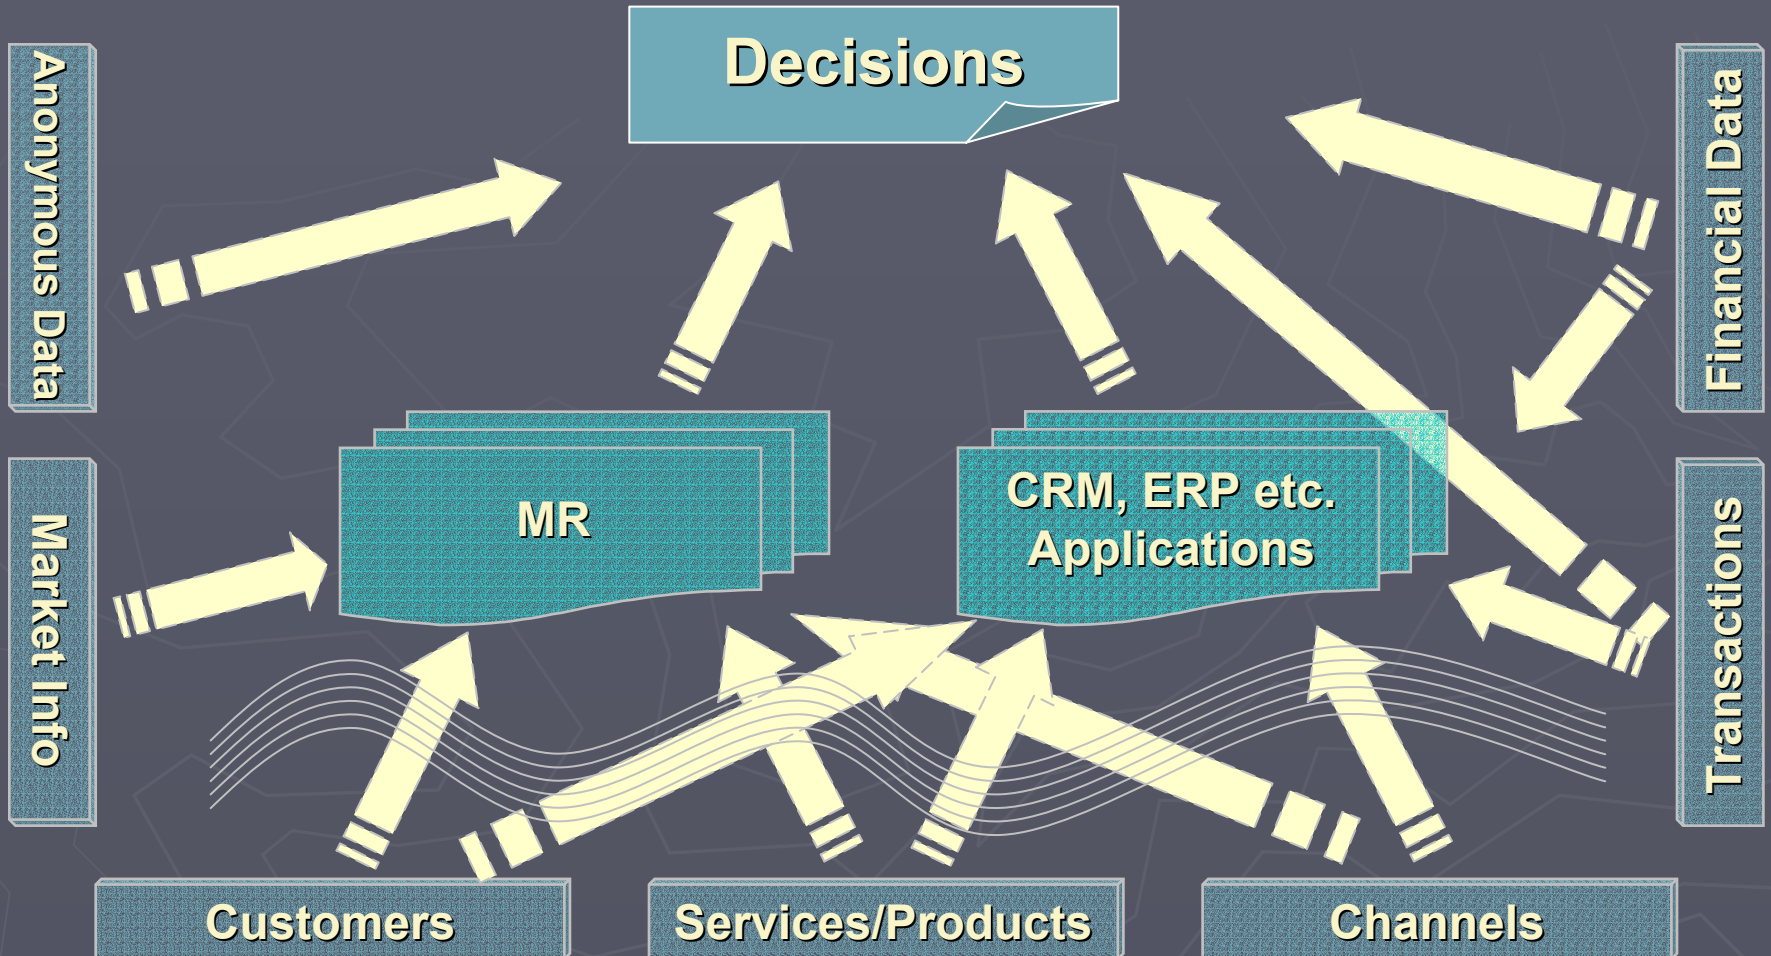 Decisions
Anonymous Data
Financial Data
MR
CRM, ERP etc.
Applications
Market Info
Transactions
Customers
Services/Products
Channels